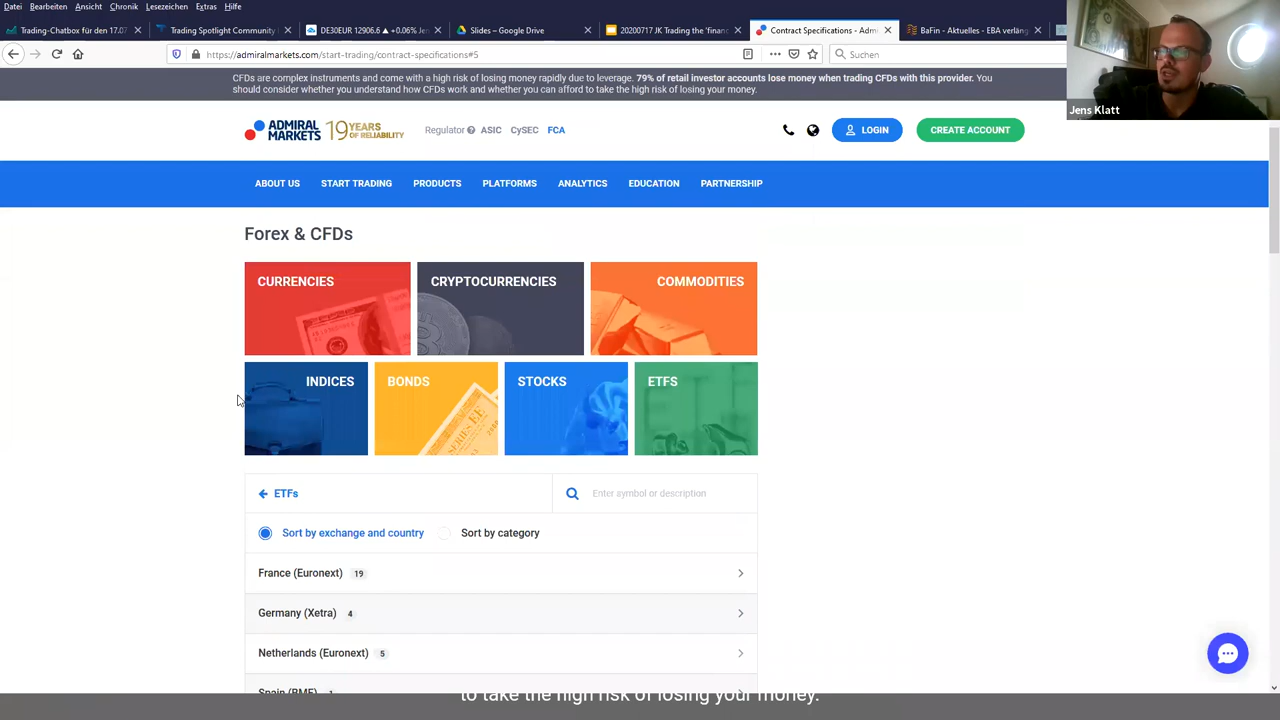 Datei Bearbeiten Ansicht Chronik Lesezeichen Extras Hilfe
Trading-Chatbox für den 17.07
Trading Spotlight Community
DE30EUR 12906.6 ▲ +0.06% Jen
Slides – Google Drive
20200717 JK Trading the 'financ
Contract Specifications - Admi
BaFin - Aktuelles - EBA verläng
https://admiralmarkets.com/start-trading/contract-specifications#5
Suchen
CFDs are complex instruments and come with a high risk of losing money rapidly due to leverage. 79% of retail investor accounts lose money when trading CFDs with this provider. You
should consider whether you understand how CFDs work and whether you can afford to take the high risk of losing your money.
Jens Klatt
ADMIRAL MARKETS 19 YEARS OF RELIABILITY
Regulator ASIC CySEC FCA
LOGIN
CREATE ACCOUNT
ABOUT US START TRADING PRODUCTS PLATFORMS ANALYTICS EDUCATION PARTNERSHIP
Forex & CFDs
CURRENCIES
CRYPTOCURRENCIES
COMMODITIES
INDICES
BONDS
STOCKS
ETFS
ETFs
Enter symbol or description
Sort by exchange and country
Sort by category
France (Euronext) 19
Germany (Xetra) 4
Netherlands (Euronext) 5
Spain (BME) 1
to take the high risk of losing your money.